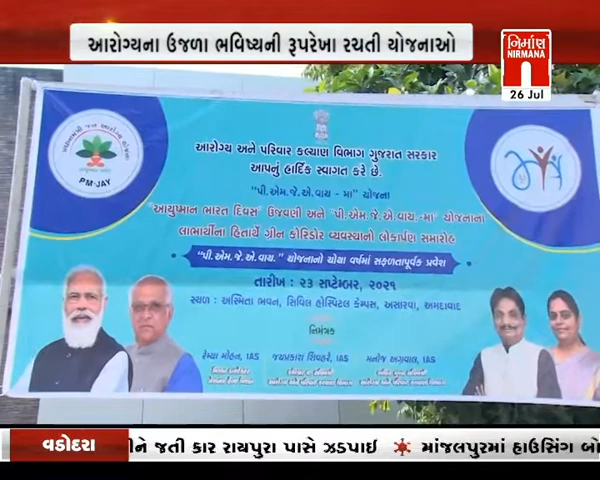 આરોગ્યના ઉજળા ભવિષ્યની રૂપરેખા રચતી યોજનાઓ
નિર્માણ
NIRMANA
26 Jul
PM-JAY
આરોગ્ય અને પરિવાર કલ્યાણ વિભાગ ગુજરાત સરકાર
આપનું હાર્દિક સ્વાગત કરે છે.
"પી.એમ.જે.એ.વાય - મા" યોજના
"આયુષ્માન ભારત દિવસ" ઉજવણી અને "પી.એમ.જે.એ.વાય.-મા" યોજનાના
લાભાર્થીના હિતાર્થે ગ્રીન કોરિડોર વ્યવસ્થાનો લોકાર્પણ સમારોહ
"પી.એમ.જે.એ.વાય." યોજનાનો ચોથા વર્ષમાં સફળતાપૂર્વક પ્રવેશ
તારીખ : ૨૩ સપ્ટેમ્બર, ૨૦૨૧
સ્થળ : અસ્મિતા ભવન, સિવિલ હોસ્પિટલ કેમ્પસ, અસારવા, અમદાવાદ
નિમંત્રક
રેમ્યા મોહન, IAS
જયપ્રકાશ શિવહરે, IAS
મનોજ અગ્રવાલ, IAS
વડોદરા
ીને જતી કાર રાયપુરા પાસે ઝડપાઇ
માંજલપુરમાં હાઉસિંગ બો